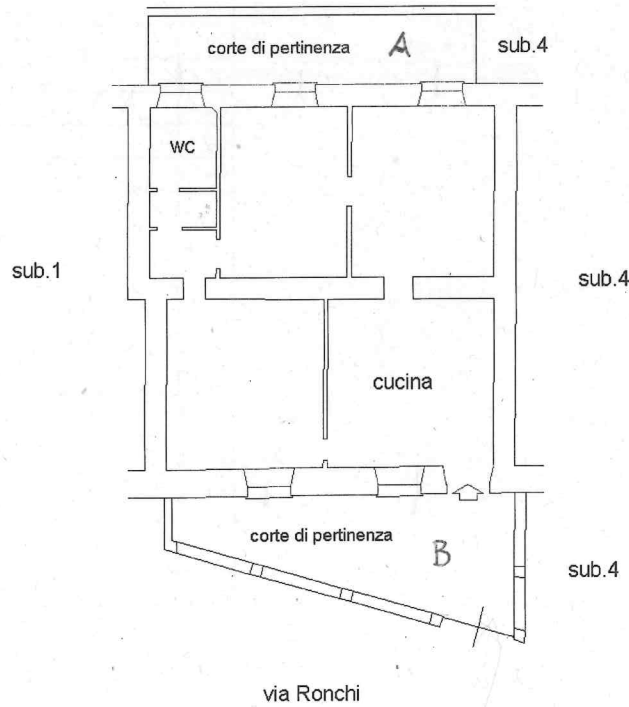 corte di pertinenza A sub.4
wc
sub.1
sub.4
cucina
corte di pertinenza B
sub.4
via Ronchi